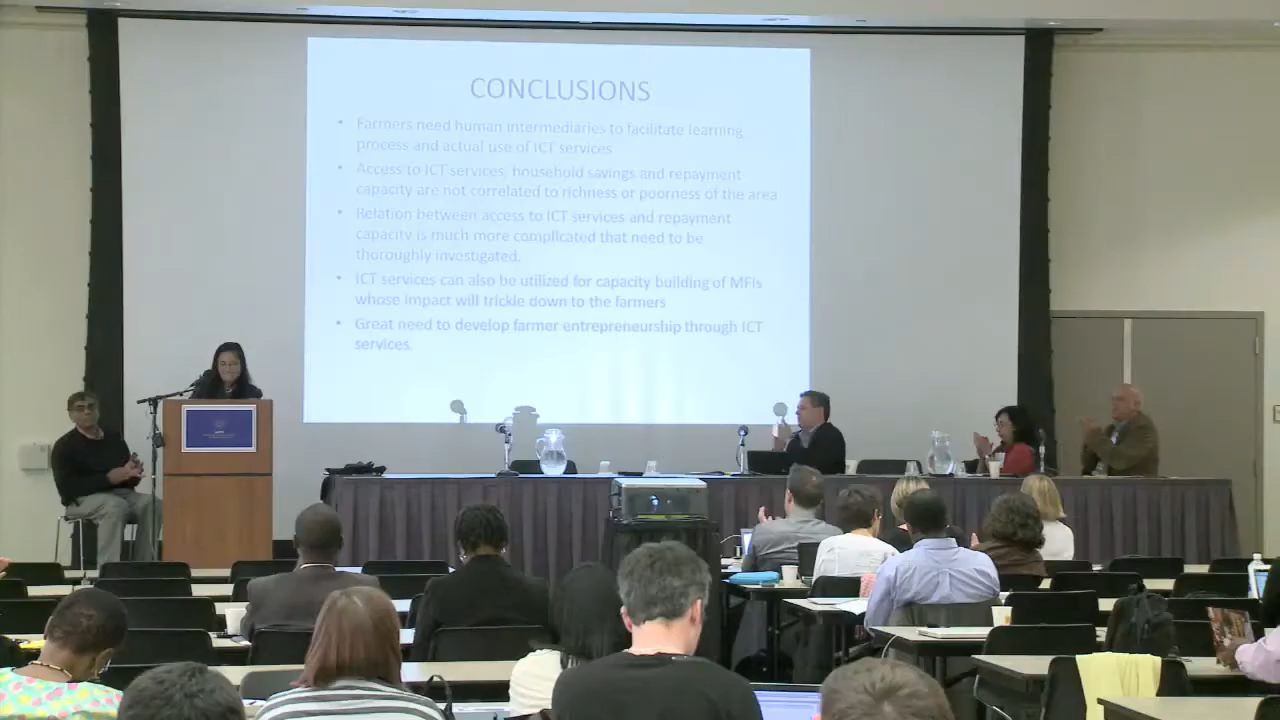 CONCLUSIONS
• Farmers need human intermediaries to facilitate learning
process and actual use of ICT services
• Access to ICT services, household savings and repayment
capacity are not correlated to richness or poorness of the area
• Relation between access to ICT services and repayment
capacity is much more complicated that need to be
thoroughly investigated.
• ICT services can also be utilized for capacity building of MFIs
whose impact will trickle down to the farmers
• Great need to develop farmer entrepreneurship through ICT
services.